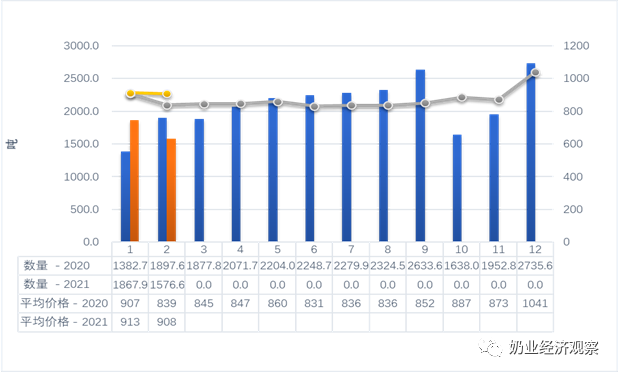 3000.0 1200
2500.0 1000
2000.0 800
吨
1500.0 600
1000.0 400
500.0 200
0.0 0
1 2 3 4 5 6 7 8 9 10 11 12
数量 - 2020 1382.7 1897.6 1877.8 2071.7 2204.0 2248.7 2279.9 2324.5 2633.6 1638.0 1952.8 2735.6
数量 - 2021 1867.9 1576.6 0.0 0.0 0.0 0.0 0.0 0.0 0.0 0.0 0.0 0.0
平均价格 - 2020 907 839 845 847 860 831 836 836 852 887 873 1041
平均价格 - 2021 913 908
奶业经济观察